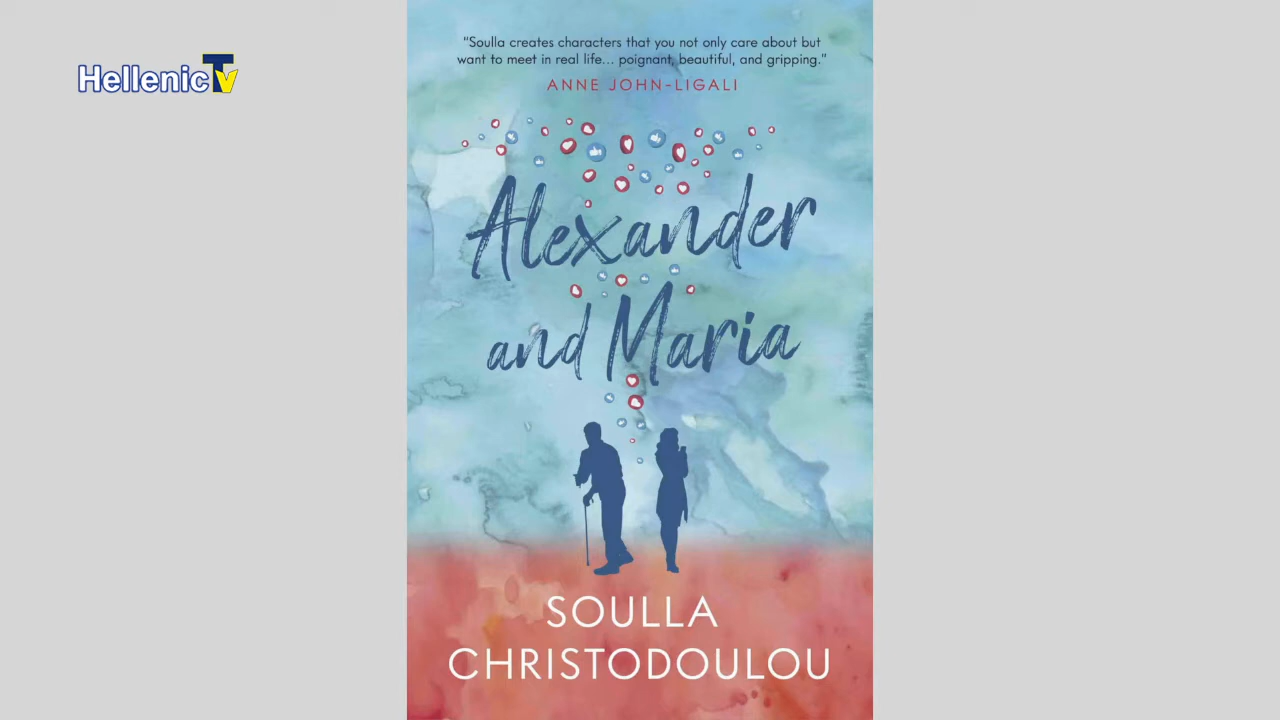 HellenicTv
"Soulla creates characters that you not only care about but
want to meet in real life... poignant, beautiful, and gripping."
ANNE JOHN-LIGALI
Alexander
and Maria
SOULLA
CHRISTODOULOU